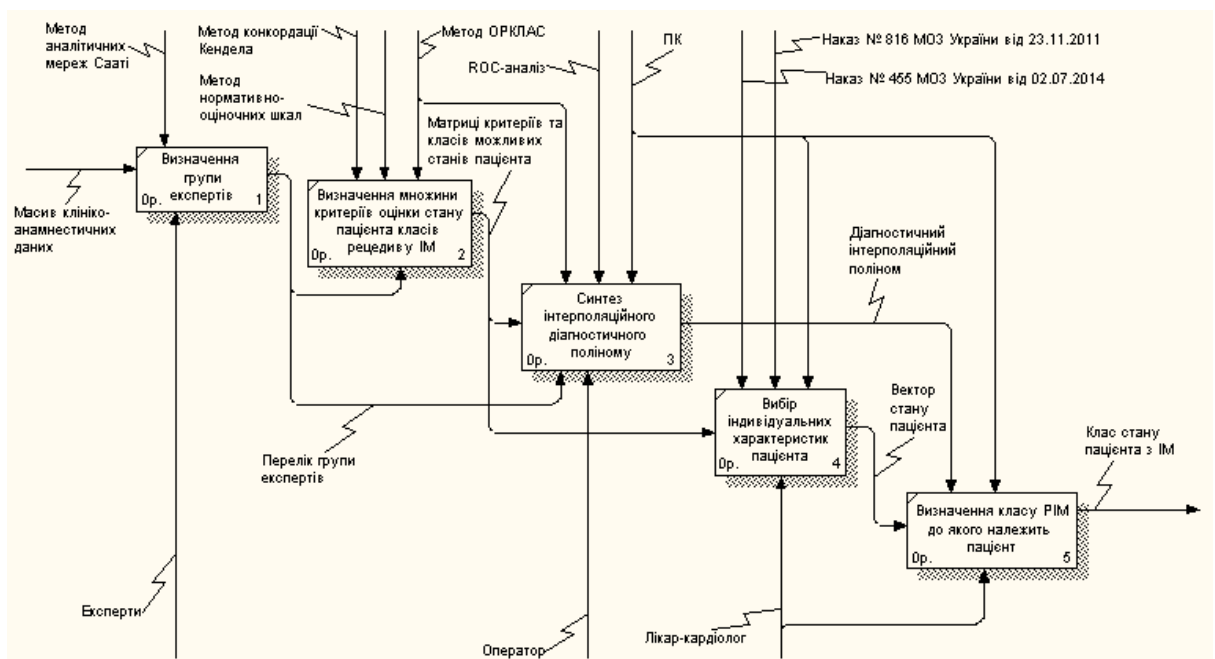 Метод
аналітичних
мереж Сааті
Метод конкордації
Кендела
Метод
нормативно-
оціночних шкал
Метод ОРКЛАС
ROC-аналіз
ПК
Наказ № 816 МОЗ України від 23.11.2011
Наказ № 455 МОЗ України від 02.07.2014
Матриці критеріїв та
класів можливих
станів пацієнта
Визначення
групи
експертів
0р.
1
Масив клініко-
анамнестичних
даних
Визначення множини
критеріїв оцінки стану
пацієнта класів
рецедиву ІМ
0р.
2
Синтез
інтерполяційного
діагностичного
поліному
0р.
3
Діагностичний
інтерполяційний
поліном
Вибір
індивідуальних
характеристик
пацієнта
0р.
4
Вектор
стану
пацієнта
Клас стану
пацієнта з ІМ
Перелік групи
експертів
Визначення класу РІМ
до якого належить
пацієнт
0р.
5
Експерти
Оператор
Лікар-кардіолог